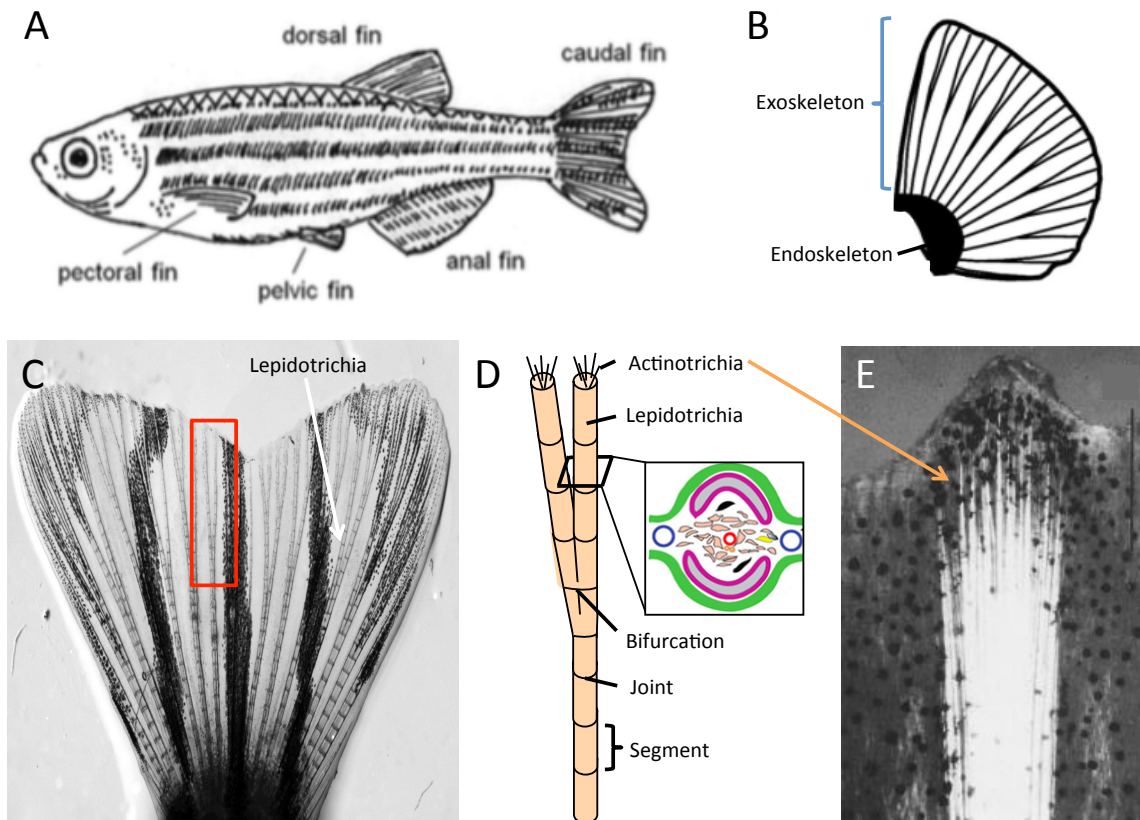 A
dorsal fin
caudal fin
pectoral fin
pelvic fin
anal fin
B
Exoskeleton
Endoskeleton
C
Lepidotrichia
D
Actinotrichia
Lepidotrichia
Bifurcation
Joint
Segment
E